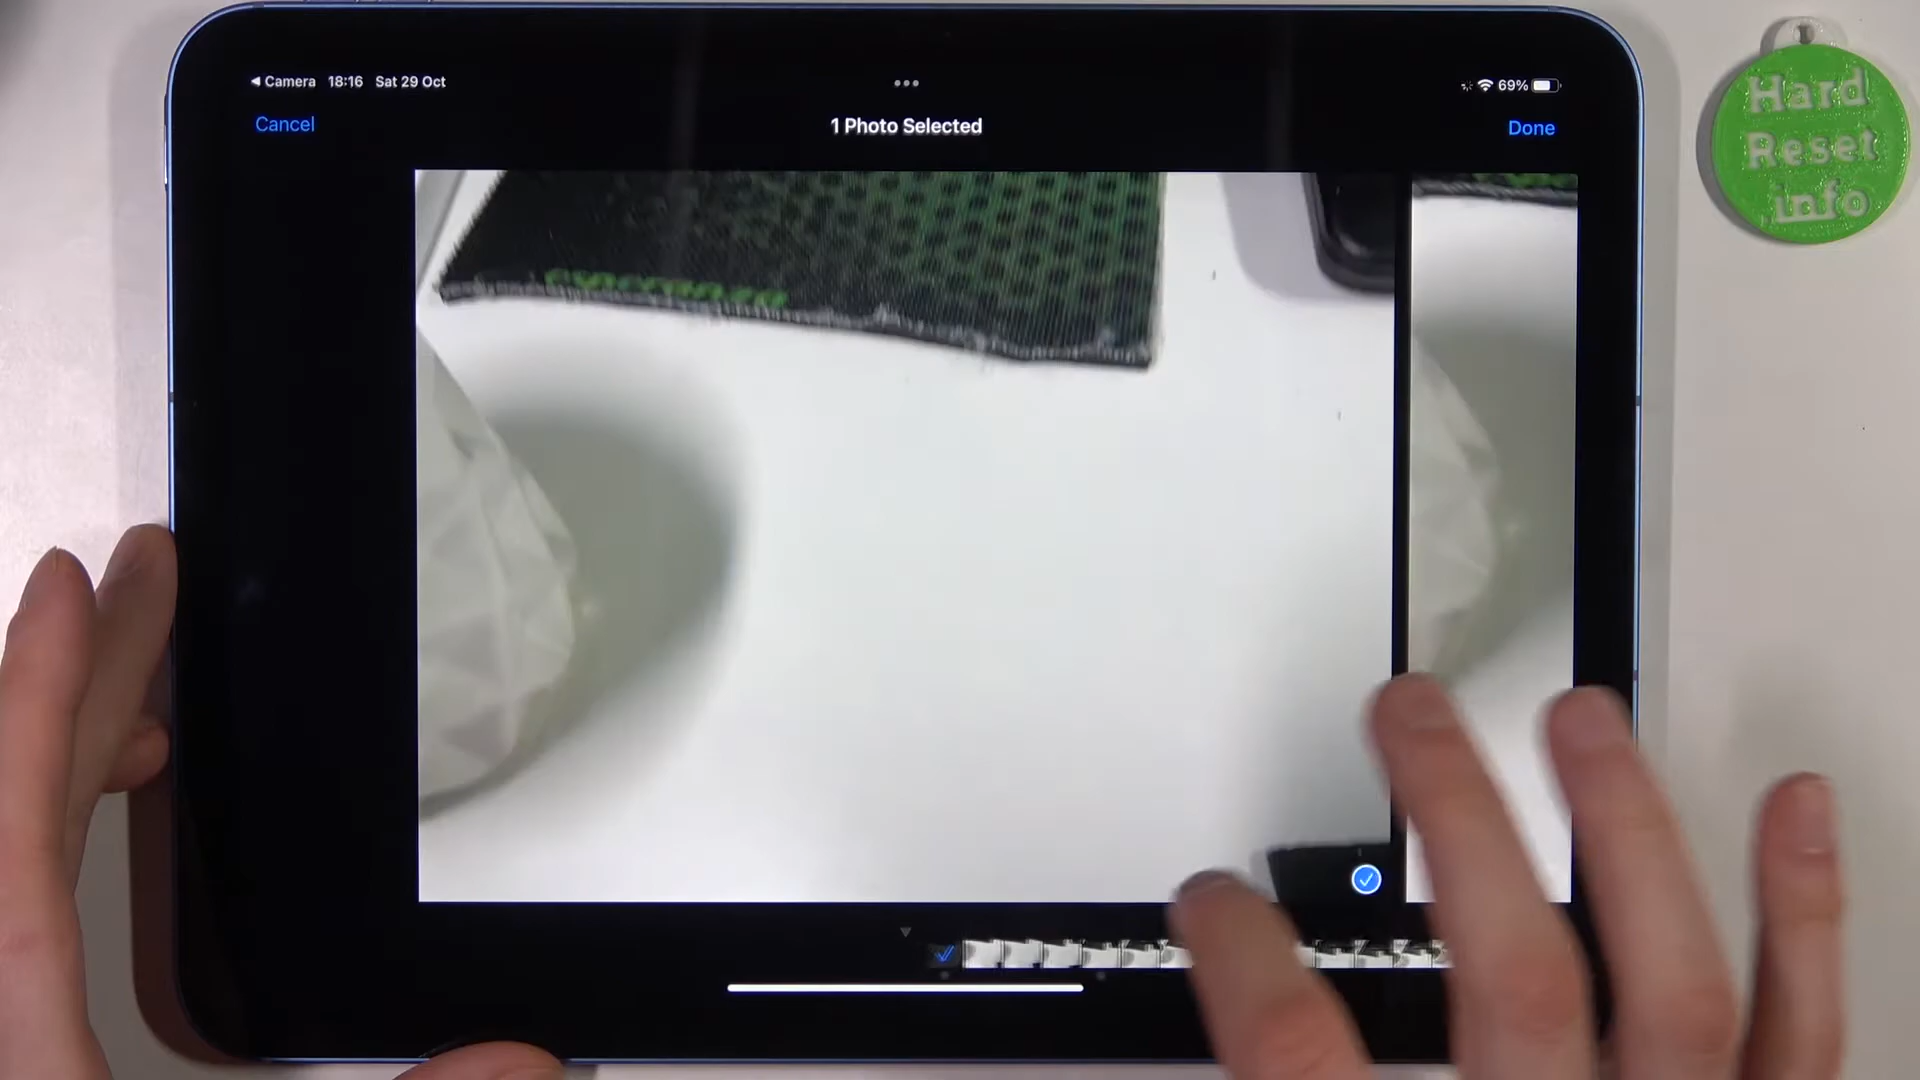 ◀ Camera 18:16 Sat 29 Oct
69%
Cancel
1 Photo Selected
Done
Hard
Reset
info